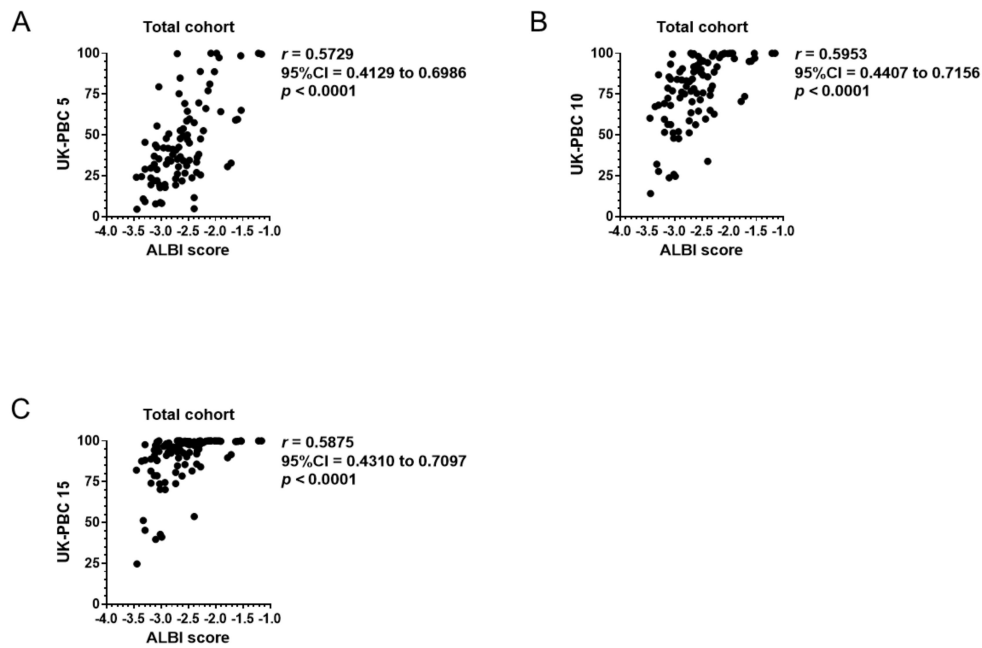 A
Total cohort
r = 0.5729
95%CI = 0.4129 to 0.6986
p < 0.0001
UK-PBC 5
100
75
50
25
0
-4.0 -3.5 -3.0 -2.5 -2.0 -1.5 -1.0
ALBI score
B
Total cohort
r = 0.5953
95%CI = 0.4407 to 0.7156
p < 0.0001
UK-PBC 10
100
75
50
25
0
-4.0 -3.5 -3.0 -2.5 -2.0 -1.5 -1.0
ALBI score
C
Total cohort
r = 0.5875
95%CI = 0.4310 to 0.7097
p < 0.0001
UK-PBC 15
100
75
50
25
0
-4.0 -3.5 -3.0 -2.5 -2.0 -1.5 -1.0
ALBI score